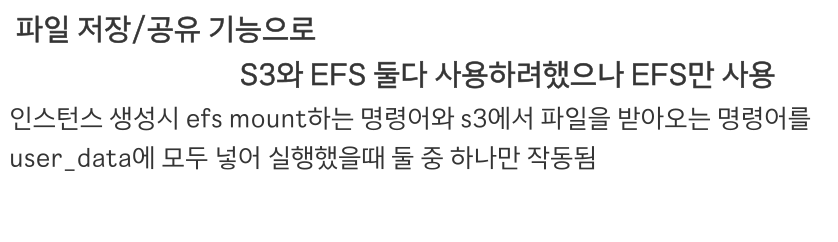 파일 저장/공유 기능으로
S3와 EFS 둘다 사용하려했으나 EFS만 사용
인스턴스 생성시 efs mount하는 명령어와 s3에서 파일을 받아오는 명령어를
user_data에 모두 넣어 실행했을때 둘 중 하나만 작동됨